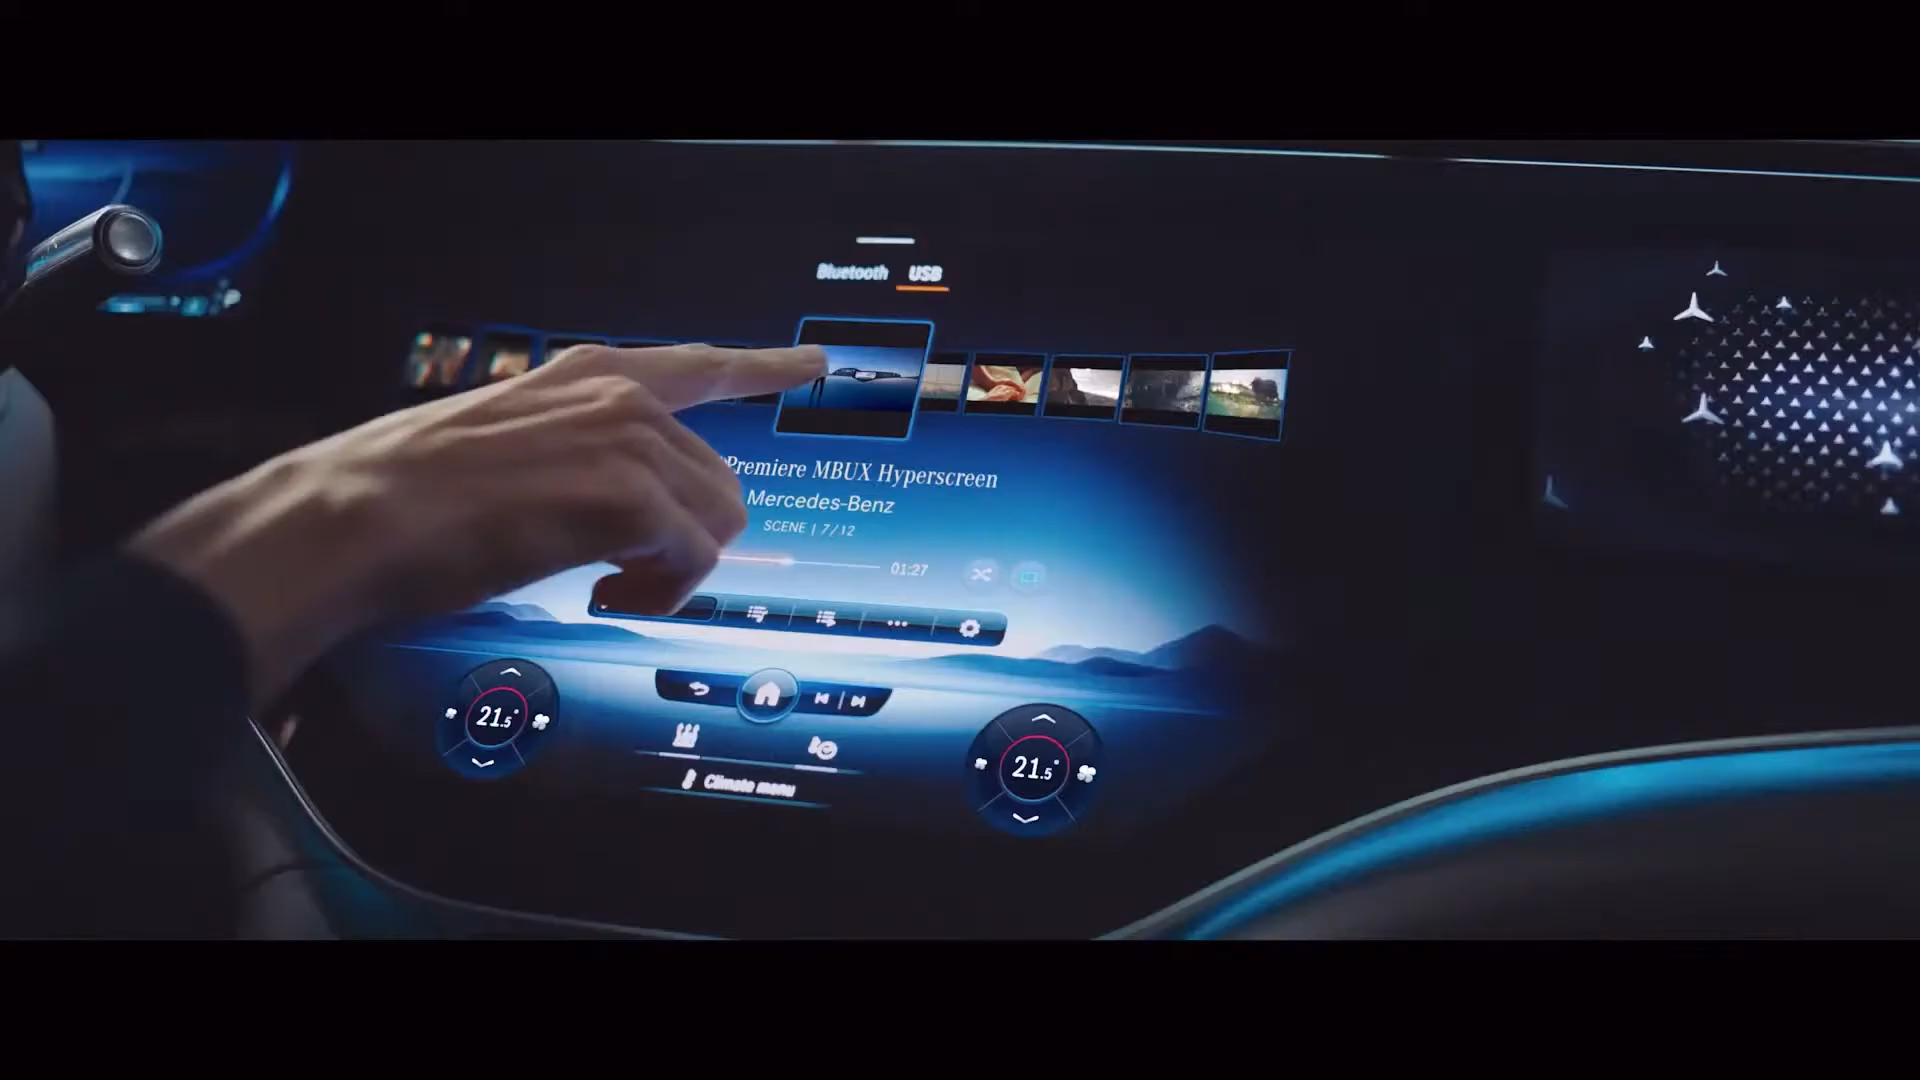 Bluetooth USB
Premiere MBUX Hyperscreen
Mercedes-Benz
SCENE | 7/12
01:27
21.5°
21.5°
Climate menu